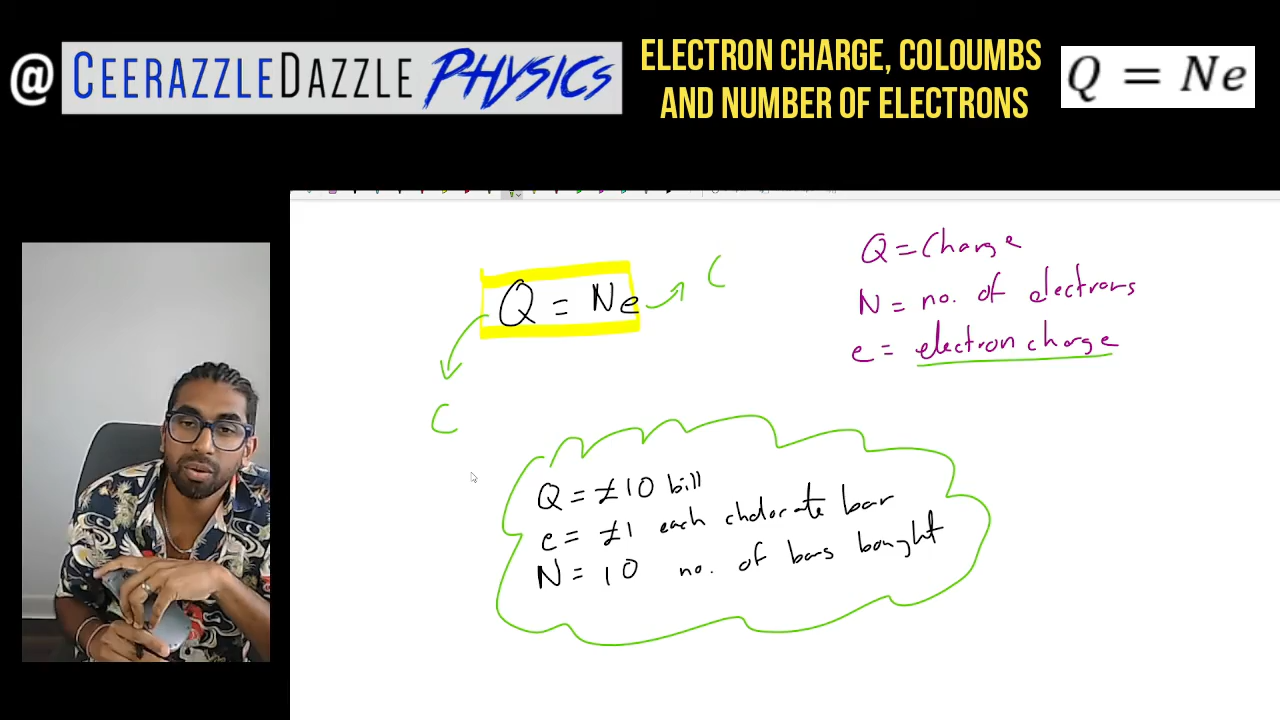 @ CEERAZZLEDAZZLE PHYSICS
ELECTRON CHARGE, COLOUMBS
AND NUMBER OF ELECTRONS
Q = Ne
Q = Ne
C
C
Q = Charge
N = no. of electrons
e = electron charge
Q = £10 bill
e = £1 each cholorate bar
N = 10 no. of bars bought